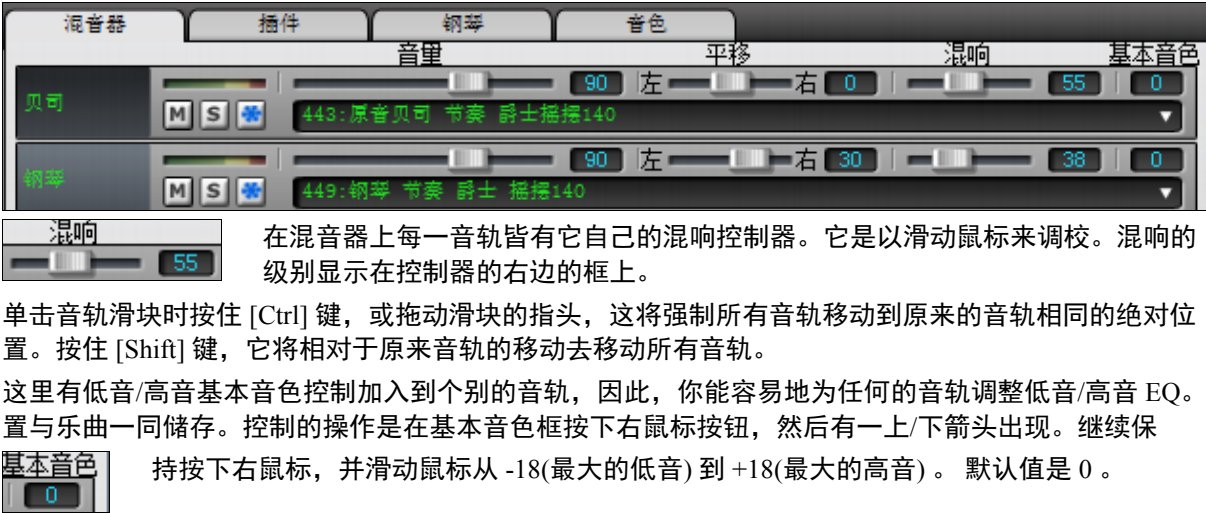 混音器 插件 钢琴 音色
音里 平移 混响 基本音色
贝司 90 左 右 0 55 0
M S 443:原音贝司 节奏 爵士摇摆140
钢琴 90 左 右 30 38 0
M S 449:钢琴 节奏 爵士 摇摆140
混响
55
在混音器上每一音轨皆有它自己的混响控制器。它是以滑动鼠标来调校。混响的
级别显示在控制器的右边的框上。
单击音轨滑块时按住 [Ctrl] 键，或拖动滑块的指头，这将强制所有音轨移动到原来的音轨相同的绝对位
置。按住 [Shift] 键，它将相对于原来音轨的移动去移动所有音轨。
这里有低音/高音基本音色控制加入到个别的音轨，因此，你能容易地为任何的音轨调整低音/高音 EQ。
置与乐曲一同储存。控制的操作是在基本音色框按下右鼠标按钮，然后有一上/下箭头出现。继续保
基本音色
0
持按下右鼠标，并滑动鼠标从 -18(最大的低音) 到 +18(最大的高音) 。 默认值是 0 。